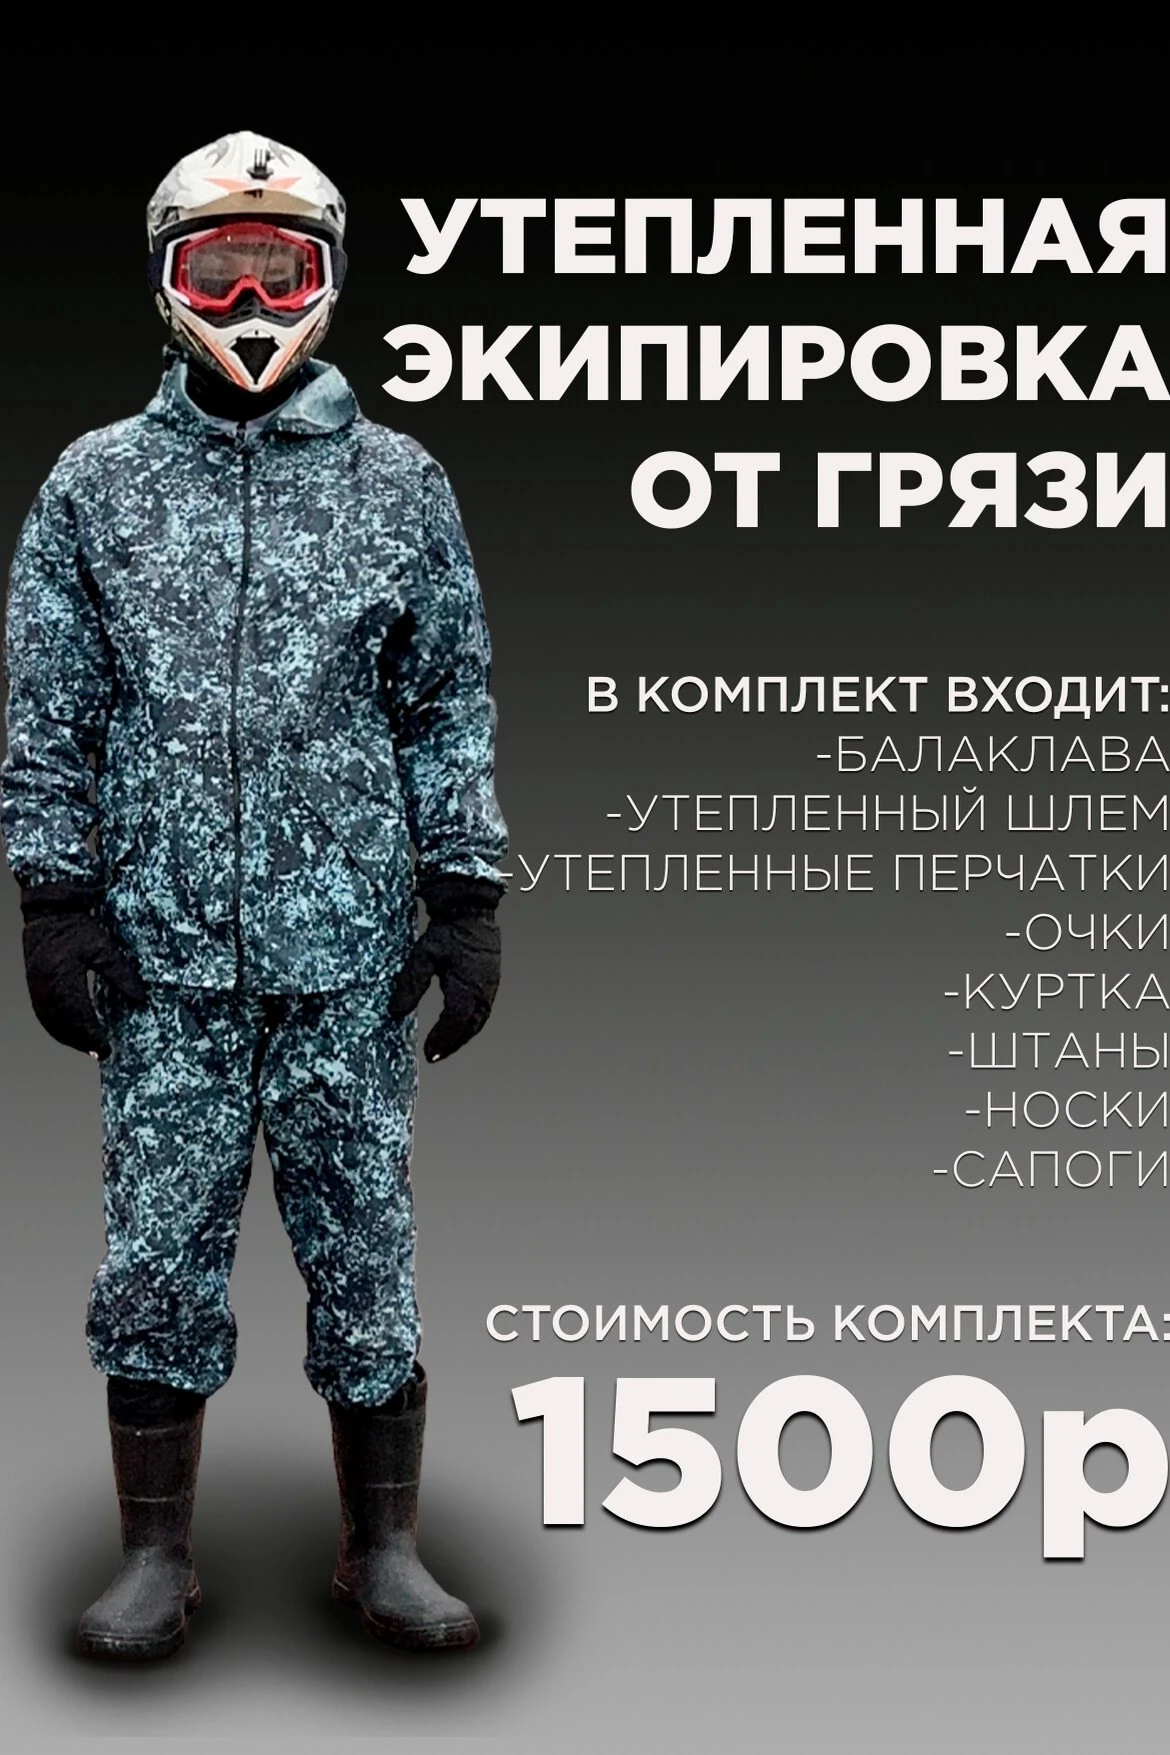 УТЕПЛЕННАЯ
ЭКИПИРОВКА
ОТ ГРЯЗИ
В КОМПЛЕКТ ВХОДИТ:
-БАЛАКЛАВА
-УТЕПЛЕННЫЙ ШЛЕМ
-УТЕПЛЕННЫЕ ПЕРЧАТКИ
-ОЧКИ
-КУРТКА
-ШТАНЫ
-НОСКИ
-САПОГИ
СТОИМОСТЬ КОМПЛЕКТА:
1500р